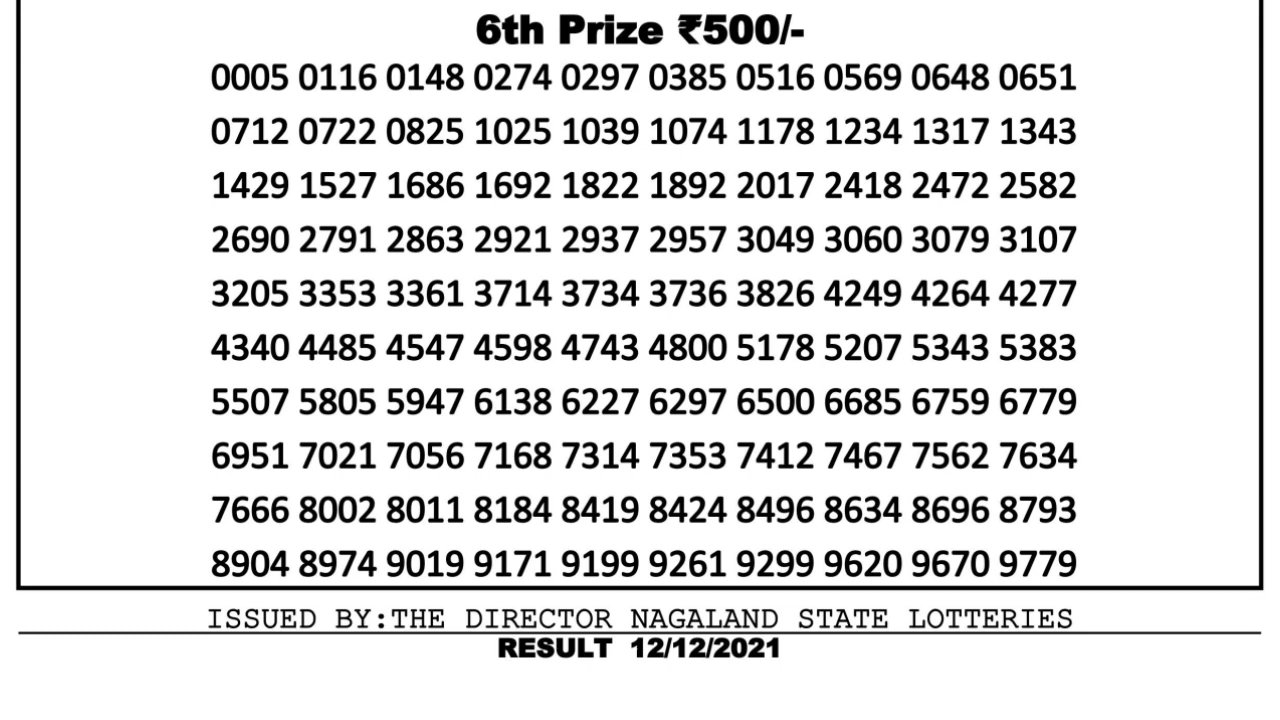 6th Prize ₹500/-
0005 0116 0148 0274 0297 0385 0516 0569 0648 0651
0712 0722 0825 1025 1039 1074 1178 1234 1317 1343
1429 1527 1686 1692 1822 1892 2017 2418 2472 2582
2690 2791 2863 2921 2937 2957 3049 3060 3079 3107
3205 3353 3361 3714 3734 3736 3826 4249 4264 4277
4340 4485 4547 4598 4743 4800 5178 5207 5343 5383
5507 5805 5947 6138 6227 6297 6500 6685 6759 6779
6951 7021 7056 7168 7314 7353 7412 7467 7562 7634
7666 8002 8011 8184 8419 8424 8496 8634 8696 8793
8904 8974 9019 9171 9199 9261 9299 9620 9670 9779
ISSUED BY:THE DIRECTOR NAGALAND STATE LOTTERIES
RESULT 12/12/2021